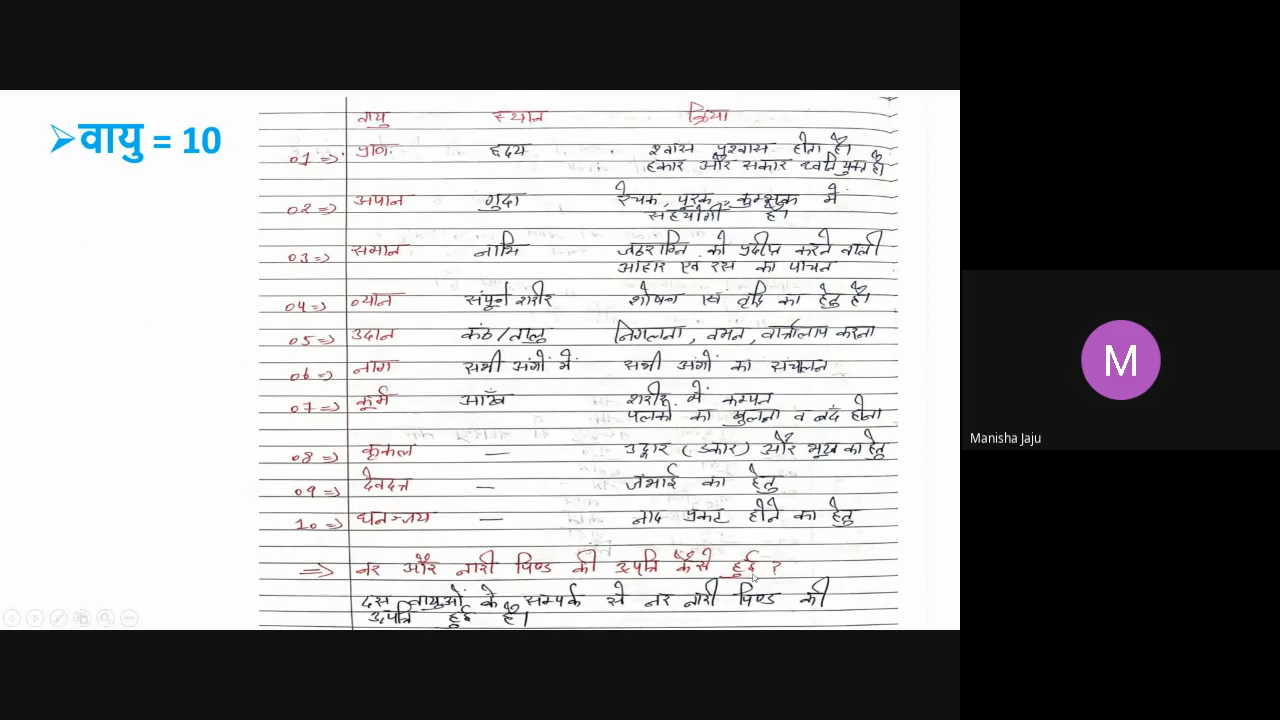 ➢वायु = 10
वायु स्थान क्रिया
01 => प्राण हृदय श्वास प्रश्वास होता है।
हकार और सकार ध्वनि युक्त है।
02 => अपान गुदा रेचक, पूरक, कुम्भक में
सहयोगी है।
03 => समान नाभि जठराग्नि को प्रदीप्त करने वाली
आहार एवं रस का पाचन
04 => व्यान संपूर्ण शरीर शोषण एवं वृद्धि का हेतु है।
05 => उदान कंठ/तालु निगलना, वमन, वार्तालाप करना
06 => नाग सभी अंगों में सभी अंगों का संचालन
07 => कूर्म आँख शरीर में कम्पन
पलकों का खुलना व बंद होना
08 => कृकल — उद्गार (डकार) और भूख का हेतु
09 => देवदत्त — जंभाई का हेतु
10 => धनञ्जय — नाद प्रकट होने का हेतु
=> नर और नारी पिण्ड की उत्पत्ति कैसे हुई ?
दस वायुओं के सम्पर्क से नर नारी पिण्ड की
उत्पत्ति हुई है।
M
Manisha Jaju